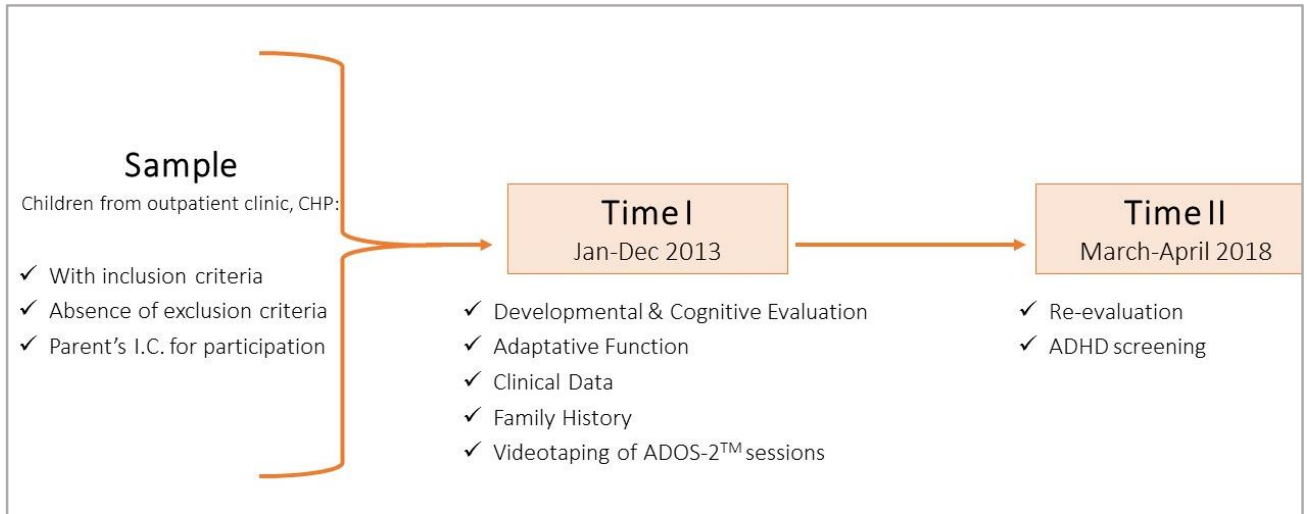 Sample
Children from outpatient clinic, CHP:
✓ With inclusion criteria
✓ Absence of exclusion criteria
✓ Parent’s I.C. for participation
Time I
Jan-Dec 2013
✓ Developmental & Cognitive Evaluation
✓ Adaptative Function
✓ Clinical Data
✓ Family History
✓ Videotaping of ADOS-2™ sessions
Time II
March-April 2018
✓ Re-evaluation
✓ ADHD screening